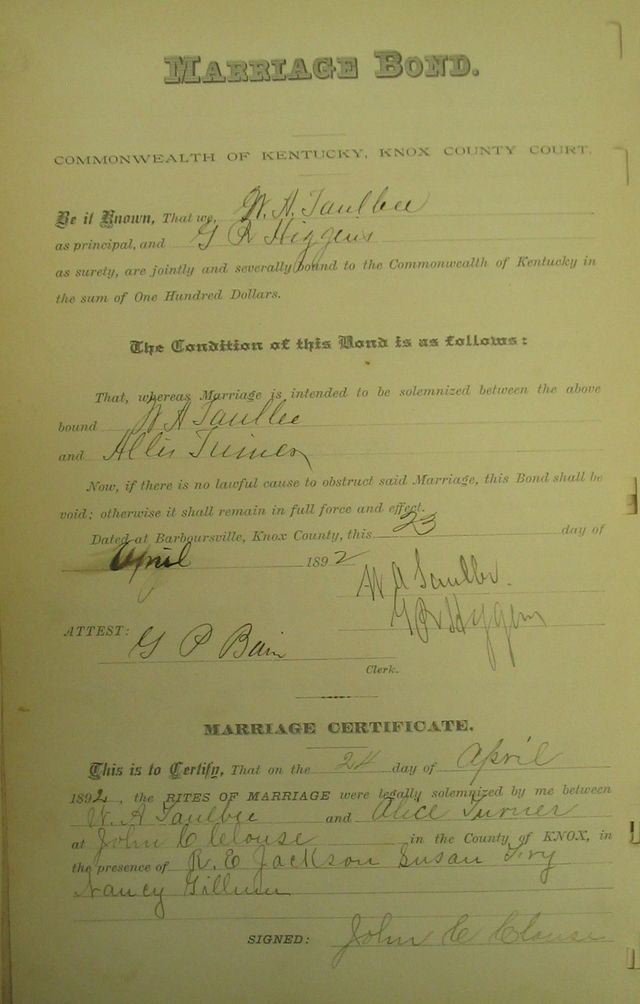 MARRIAGE BOND.
COMMONWEALTH OF KENTUCKY, KNOX COUNTY COURT.
Be it Known, That we, W. A. Taulbee
as principal, and G R Higgens
as surety, are jointly and severally bound to the Commonwealth of Kentucky in
the sum of One Hundred Dollars.
The Condition of this Bond is as follows:
That, whereas Marriage is intended to be solemnized between the above
bound W A Taulbee
and Allis Turner
Now, if there is no lawful cause to obstruct said Marriage, this Bond shall be
void; otherwise it shall remain in full force and effect.
Dated at Barboursville, Knox County, this 23 day of
April 1892
W A Taulbee.
G R Hyggens
ATTEST: G P Bain
Clerk.
MARRIAGE CERTIFICATE.
This is to Certify, That on the 24 day of April
1892, the RITES OF MARRIAGE were legally solemnized by me between
W. A Taulbee and Alice Turner
at John C Clouse in the County of KNOX, in
the presence of R. E Jackson Susan
Nancy
SIGNED: John C Clouse